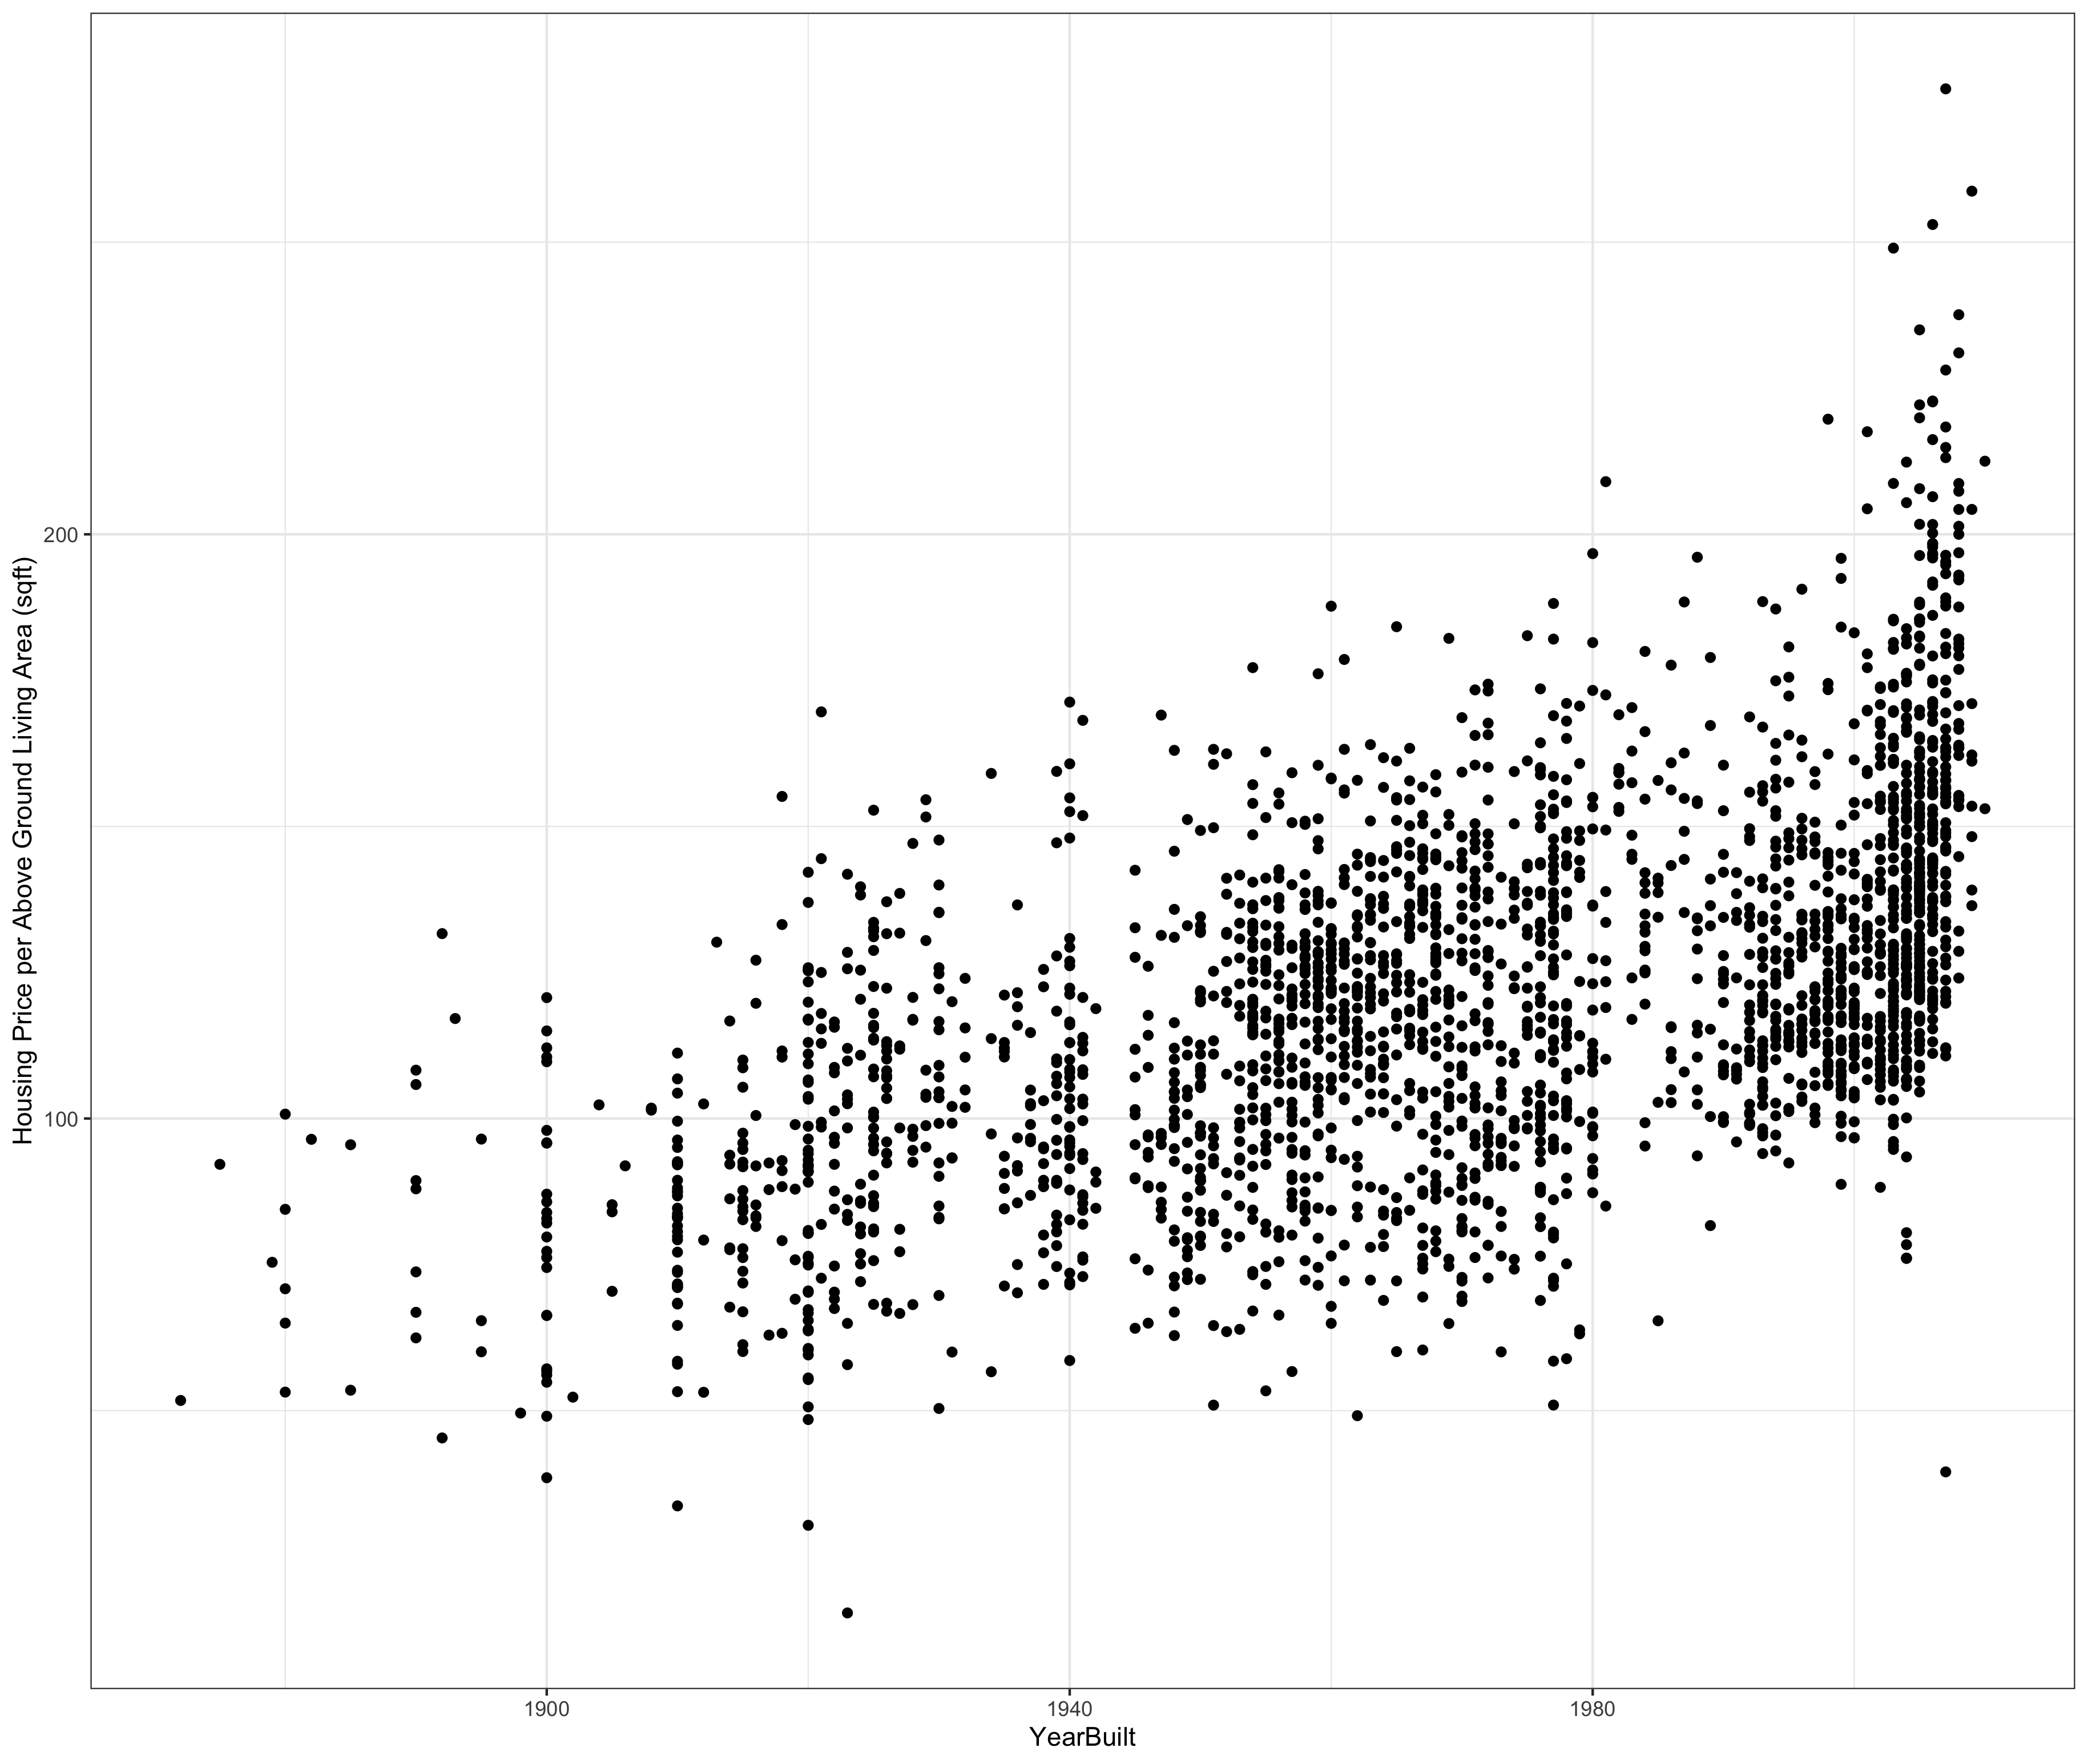 Housing Price per Above Ground Living Area (sqft)
200
100
1900
1940
1980
YearBuilt